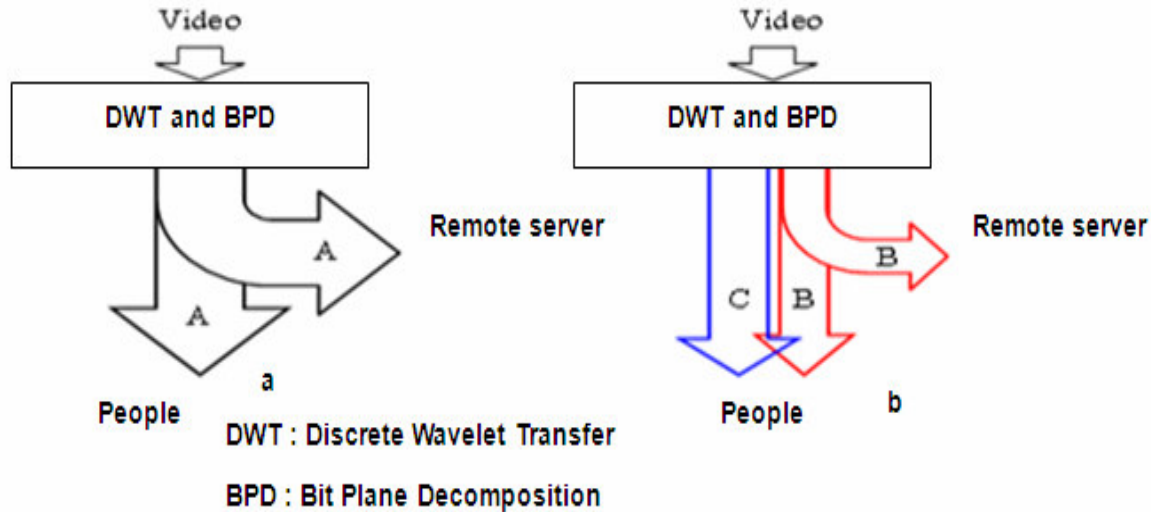 Video
DWT and BPD
Remote server
A
A
a
People
Video
DWT and BPD
Remote server
B
C
B
b
People
DWT : Discrete Wavelet Transfer
BPD : Bit Plane Decomposition